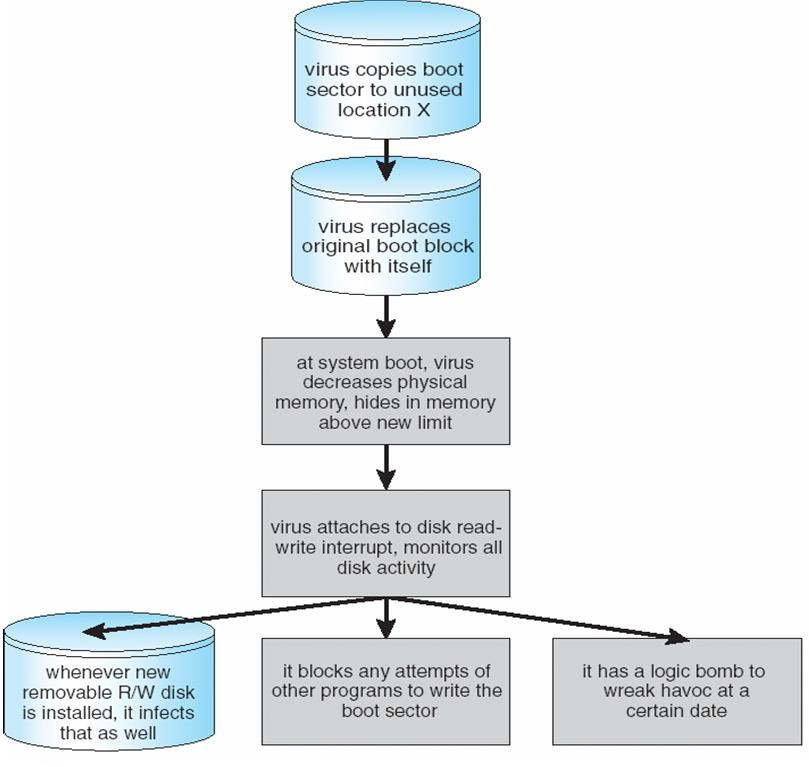 virus copies boot
sector to unused
location X
virus replaces
original boot block
with itself
at system boot, virus
decreases physical
memory, hides in memory
above new limit
virus attaches to disk read-
write interrupt, monitors all
disk activity
whenever new
removable R/W disk
is installed, it infects
that as well
it blocks any attempts of
other programs to write the
boot sector
it has a logic bomb to
wreak havoc at a
certain date